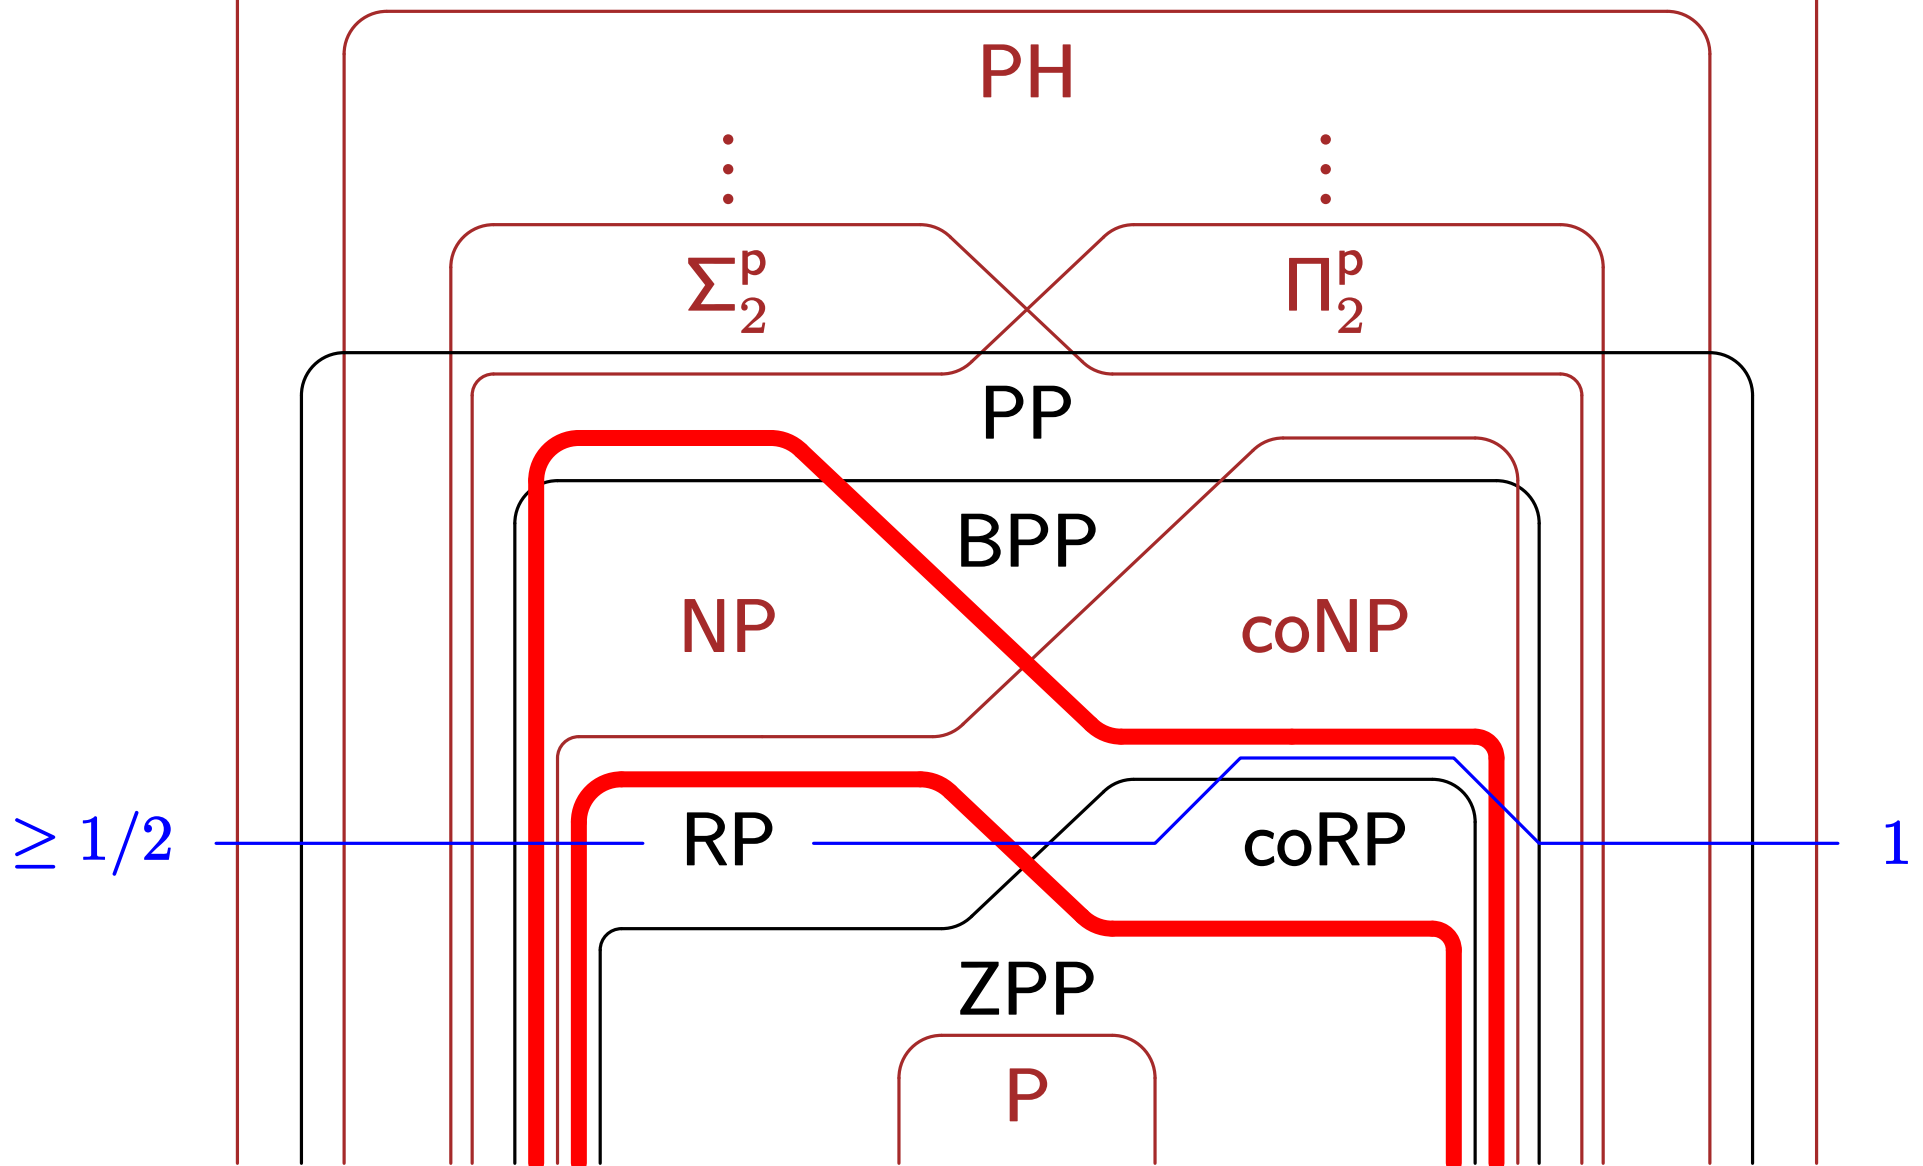 PH
⋮ ⋮
Σ₂ᵖ Π₂ᵖ
PP
BPP
NP coNP
≥ 1/2 RP coRP 1
ZPP
P